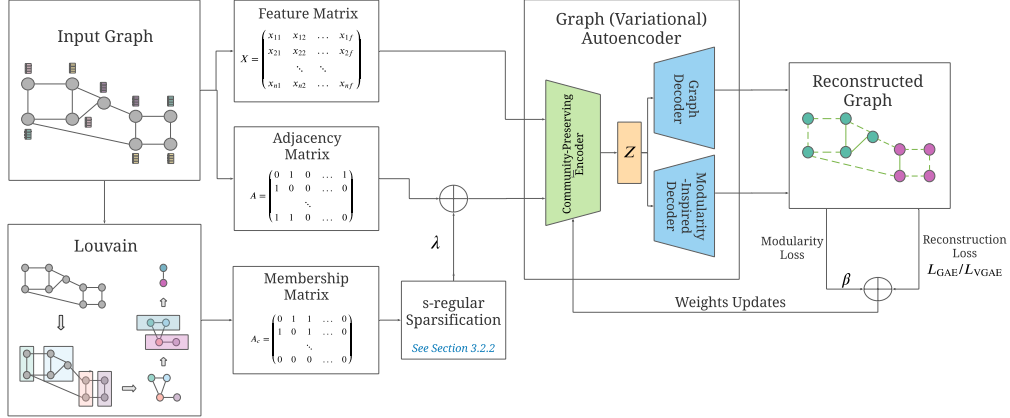 Input Graph
Feature Matrix
X = ( x11 x12 … x1f
x21 x22 … x2f
⋱ ⋱
xn1 xn2 … xnf )
Adjacency
Matrix
A = ( 0 1 0 … 1
1 0 0 … 0
⋱
1 1 0 … 0 )
λ
Louvain
Membership
Matrix
Ac = ( 0 1 1 … 0
1 0 1 … 0
⋱
0 0 0 … 0 )
s-regular
Sparsification
See Section 3.2.2
Graph (Variational)
Autoencoder
Community-Preserving
Encoder
Z
Graph
Decoder
Modularity
-Inspired
Decoder
Reconstructed
Graph
Modularity
Loss
Reconstruction
Loss
LGAE/LVGAE
β
Weights Updates